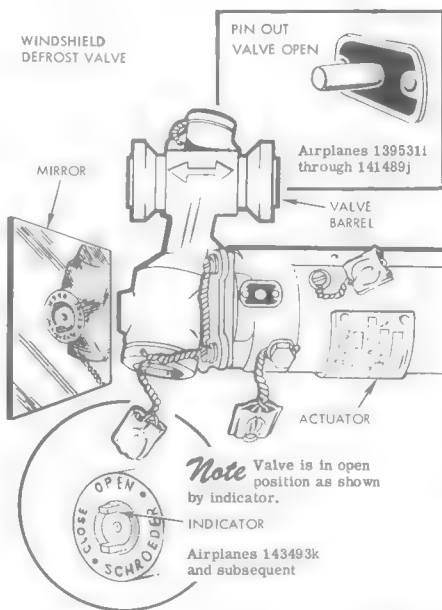 WINDSHIELD
DEFROST VALVE
PIN OUT
VALVE OPEN
Airplanes 139531i
through 141489j
MIRROR
VALVE
BARREL
ACTUATOR
Note Valve is in open
position as shown
by indicator.
OPEN
CLOSE
SCHROEDER
INDICATOR
Airplanes 143493k
and subsequent